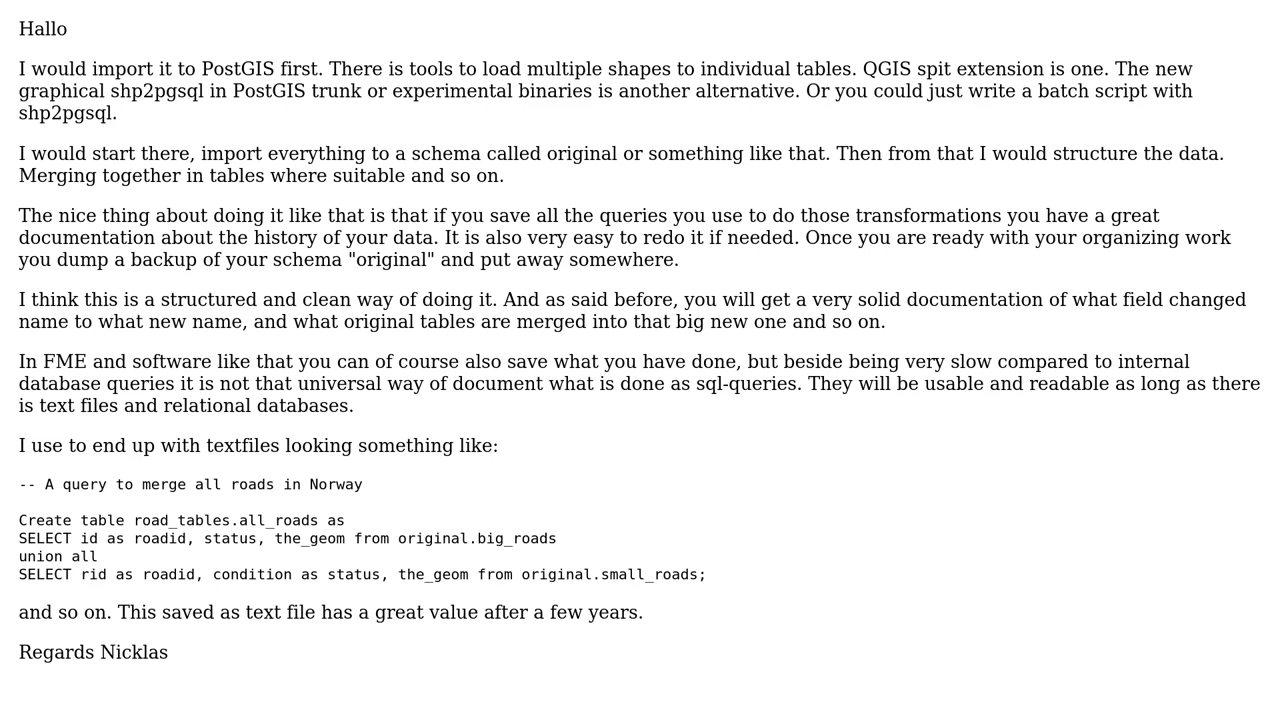 Hallo
I would import it to PostGIS first. There is tools to load multiple shapes to individual tables. QGIS spit extension is one. The new
graphical shp2pgsql in PostGIS trunk or experimental binaries is another alternative. Or you could just write a batch script with
shp2pgsql.
I would start there, import everything to a schema called original or something like that. Then from that I would structure the data.
Merging together in tables where suitable and so on.
The nice thing about doing it like that is that if you save all the queries you use to do those transformations you have a great
documentation about the history of your data. It is also very easy to redo it if needed. Once you are ready with your organizing work
you dump a backup of your schema "original" and put away somewhere.
I think this is a structured and clean way of doing it. And as said before, you will get a very solid documentation of what field changed
name to what new name, and what original tables are merged into that big new one and so on.
In FME and software like that you can of course also save what you have done, but beside being very slow compared to internal
database queries it is not that universal way of document what is done as sql-queries. They will be usable and readable as long as there
is text files and relational databases.
I use to end up with textfiles looking something like:
-- A query to merge all roads in Norway
Create table road_tables.all_roads as
SELECT id as roadid, status, the_geom from original.big_roads
union all
SELECT rid as roadid, condition as status, the_geom from original.small_roads;
and so on. This saved as text file has a great value after a few years.
Regards Nicklas